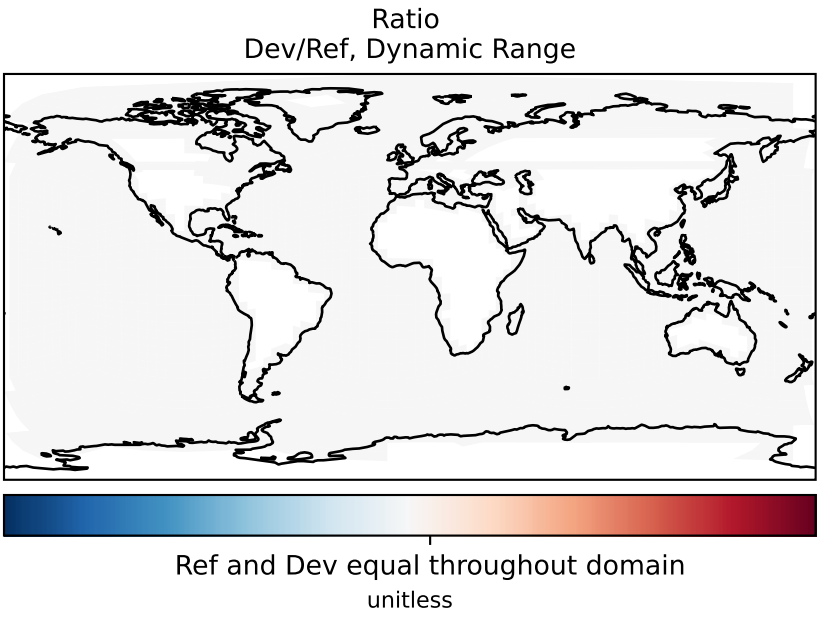 Ratio
Dev/Ref, Dynamic Range
Ref and Dev equal throughout domain
unitless